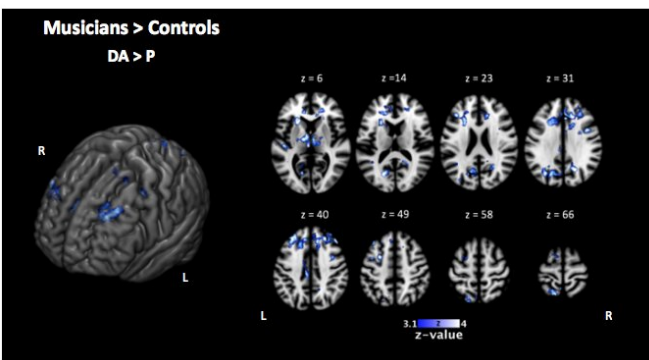 Musicians > Controls
DA > P
z = 6
z =14
z = 23
z = 31
R
z = 40
z = 49
z = 58
z = 66
L
L
R
3.1 z 4
z-value